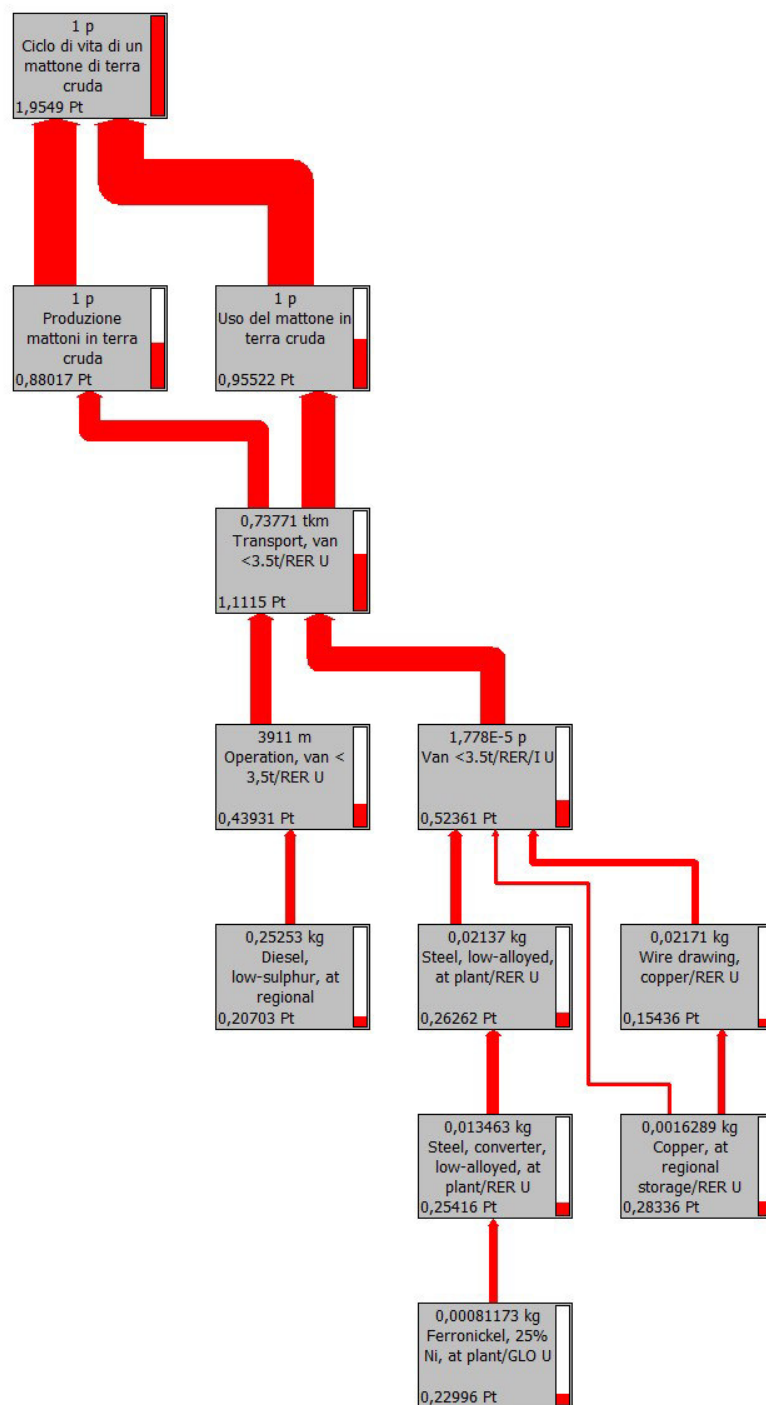 1 p
Ciclo di vita di un
mattone di terra
cruda
1,9549 Pt
1 p
Produzione
mattoni in terra
cruda
0,88017 Pt
1 p
Uso del mattone in
terra cruda
0,95522 Pt
0,73771 tkm
Transport, van
<3.5t/RER U
1,1115 Pt
3911 m
Operation, van <
3,5t/RER U
0,43931 Pt
1,778E-5 p
Van <3.5t/RER/I U
0,52361 Pt
0,25253 kg
Diesel,
low-sulphur, at
regional
0,20703 Pt
0,02137 kg
Steel, low-alloyed,
at plant/RER U
0,26262 Pt
0,02171 kg
Wire drawing,
copper/RER U
0,15436 Pt
0,013463 kg
Steel, converter,
low-alloyed, at
plant/RER U
0,25416 Pt
0,0016289 kg
Copper, at
regional
storage/RER U
0,28336 Pt
0,00081173 kg
Ferronickel, 25%
Ni, at plant/GLO U
0,22996 Pt